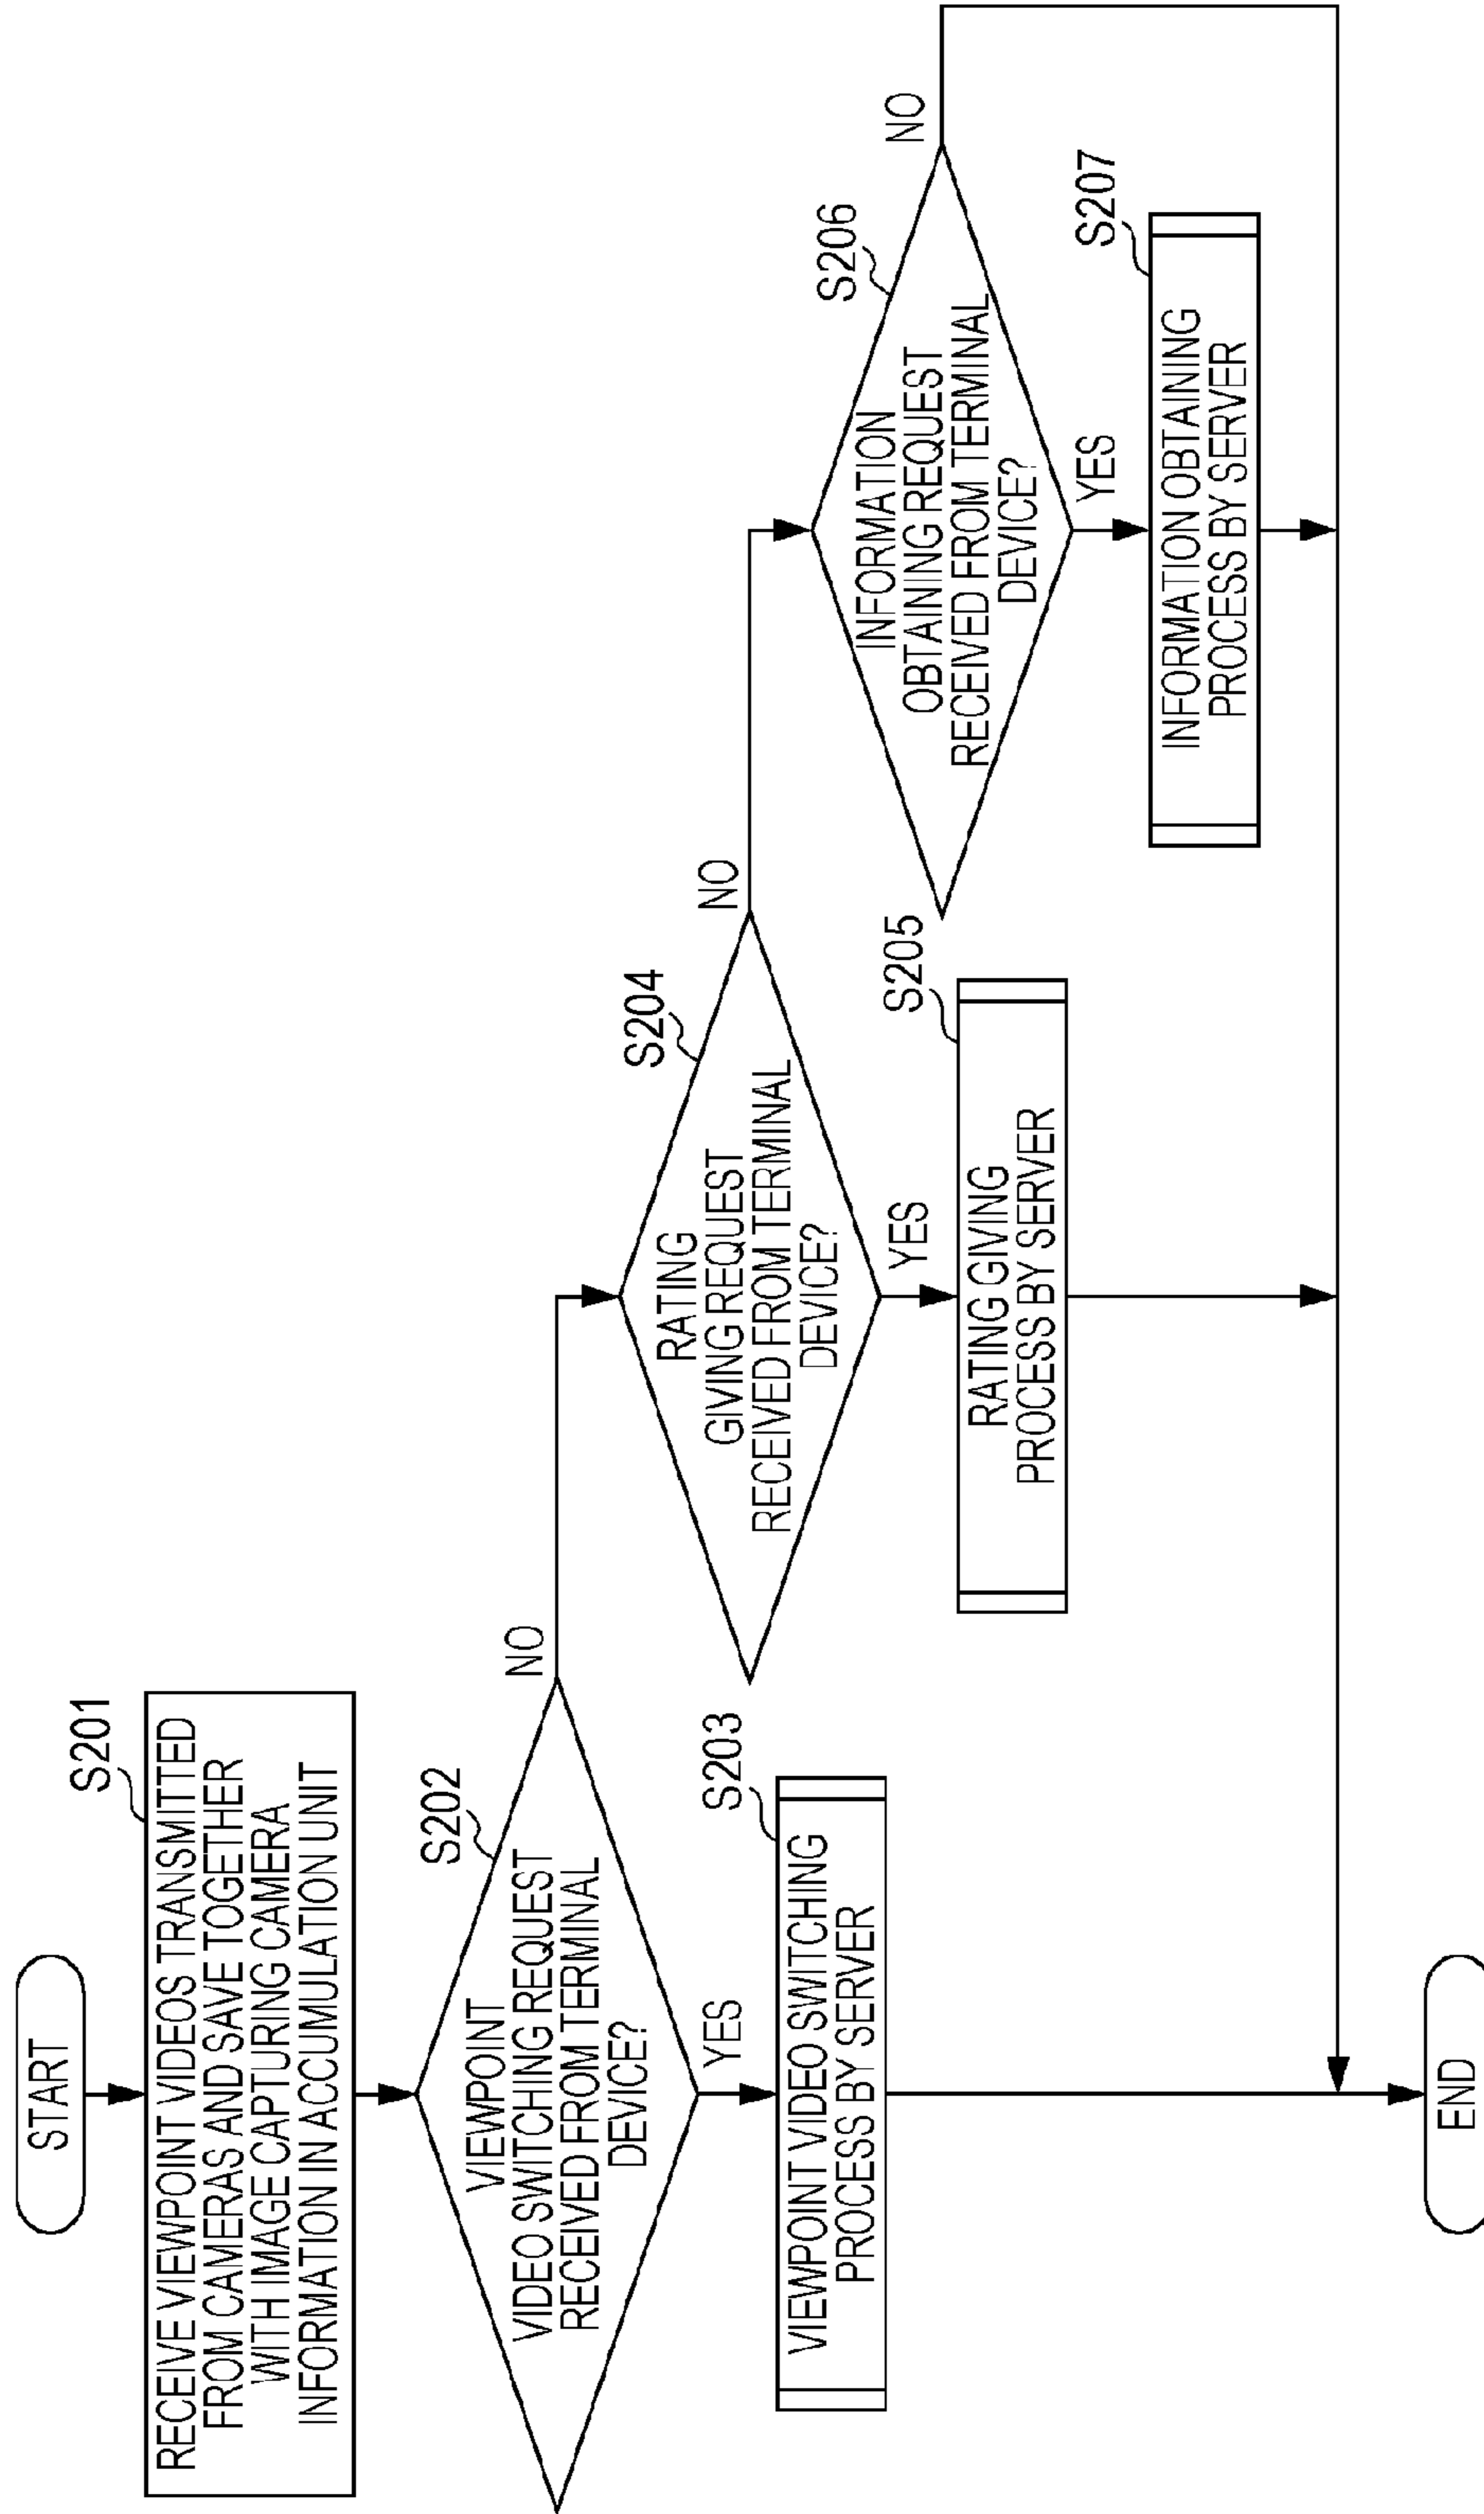 START
S201
RECEIVE VIEWPOINT VIDEOS TRANSMITTED
FROM CAMERAS AND SAVE TOGETHER
WITH IMAGE CAPTURING CAMERA
INFORMATION IN ACCUMULATION UNIT
S202
VIEWPOINT
VIDEO SWITCHING REQUEST
RECEIVED FROM TERMINAL
DEVICE?
NO
YES
S203
VIEWPOINT VIDEO SWITCHING
PROCESS BY SERVER
S204
RATING
GIVING REQUEST
RECEIVED FROM TERMINAL
DEVICE?
NO
YES
S205
RATING GIVING
PROCESS BY SERVER
S206
INFORMATION
OBTAINING REQUEST
RECEIVED FROM TERMINAL
DEVICE?
NO
YES
S207
INFORMATION OBTAINING
PROCESS BY SERVER
END